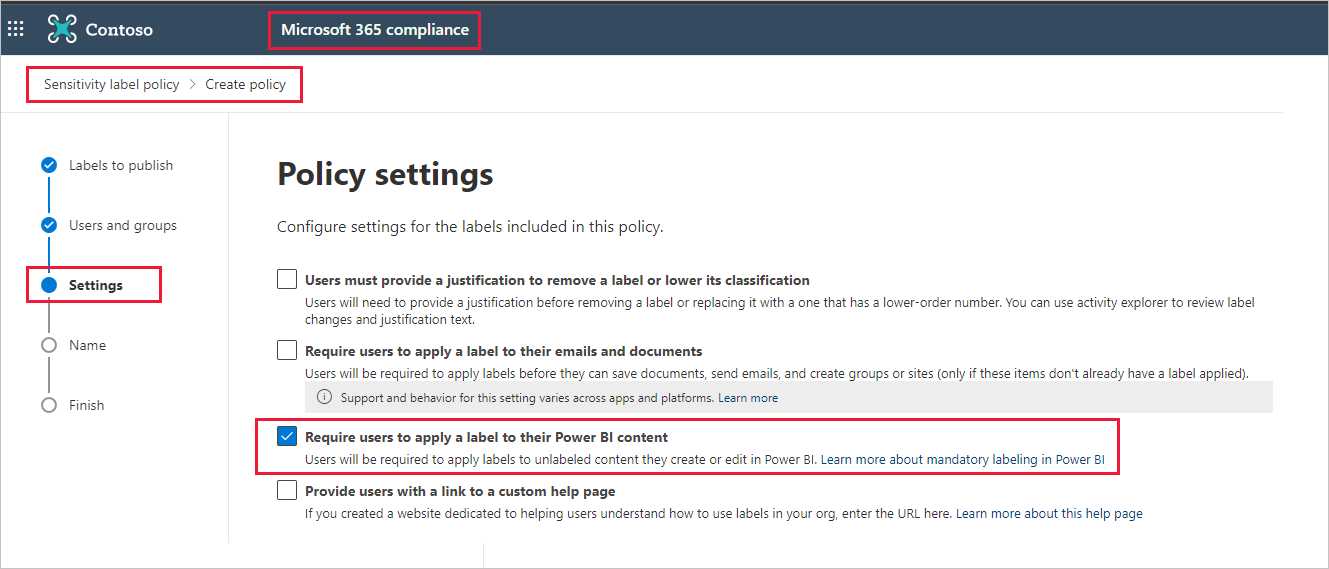 Contoso
Microsoft 365 compliance
Sensitivity label policy > Create policy
Labels to publish
Users and groups
Settings
Name
Finish
Policy settings
Configure settings for the labels included in this policy.
Users must provide a justification to remove a label or lower its classification
Users will need to provide a justification before removing a label or replacing it with a one that has a lower-order number. You can use activity explorer to review label
changes and justification text.
Require users to apply a label to their emails and documents
Users will be required to apply labels before they can save documents, send emails, and create groups or sites (only if these items don't already have a label applied).
Support and behavior for this setting varies across apps and platforms. Learn more
Require users to apply a label to their Power BI content
Users will be required to apply labels to unlabeled content they create or edit in Power BI. Learn more about mandatory labeling in Power BI
Provide users with a link to a custom help page
If you created a website dedicated to helping users understand how to use labels in your org, enter the URL here. Learn more about this help page